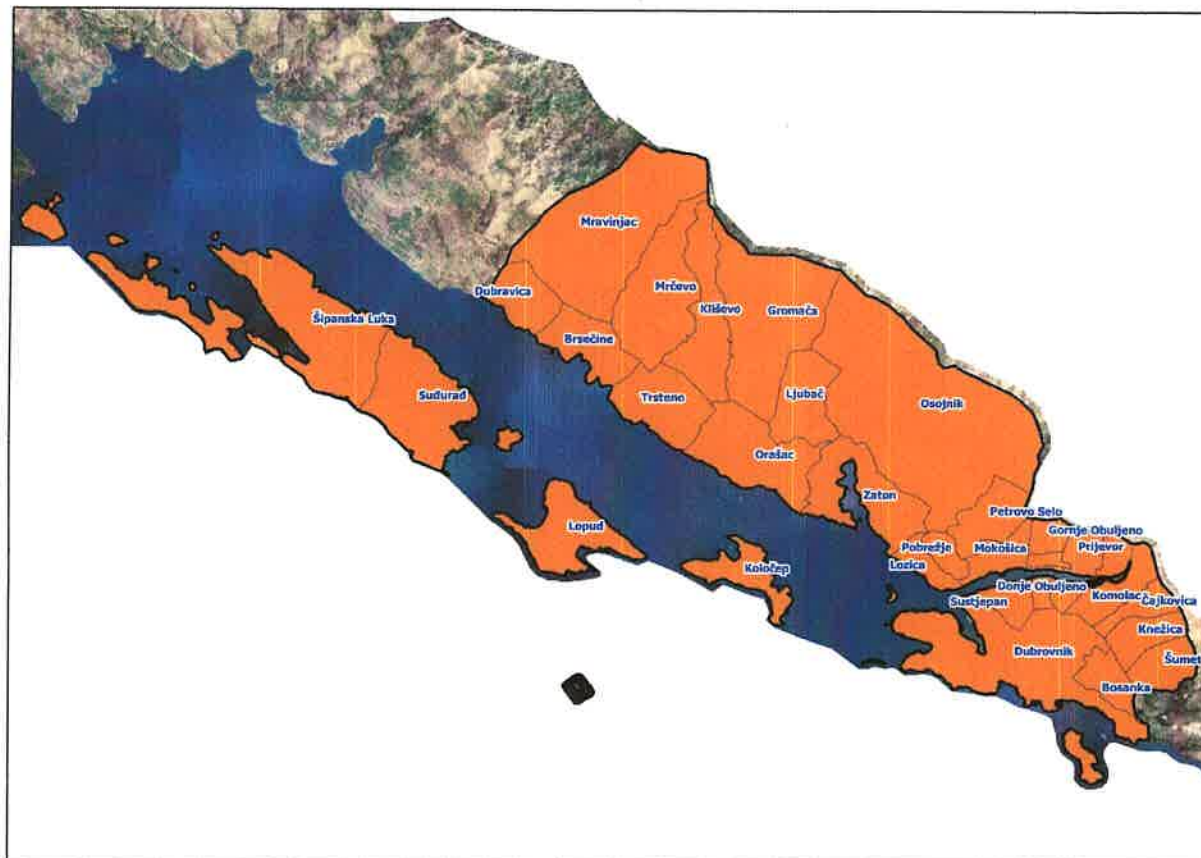 Mravinjac
Dubravica
Mrčevo
Kliševo
Gromača
Šipanska Luka
Brsečine
Suđurađ
Trsteno
Ljubač
Osojnik
Orašac
Zaton
Lopud
Petrovo Selo
Gornje Obuljeno
Pobrežje
Mokošica
Prijevor
Koločep
Lozica
Donje Obuljeno
Komolac
Čajkovica
Sustjepan
Knežica
Dubrovnik
Šumet
Bosanka